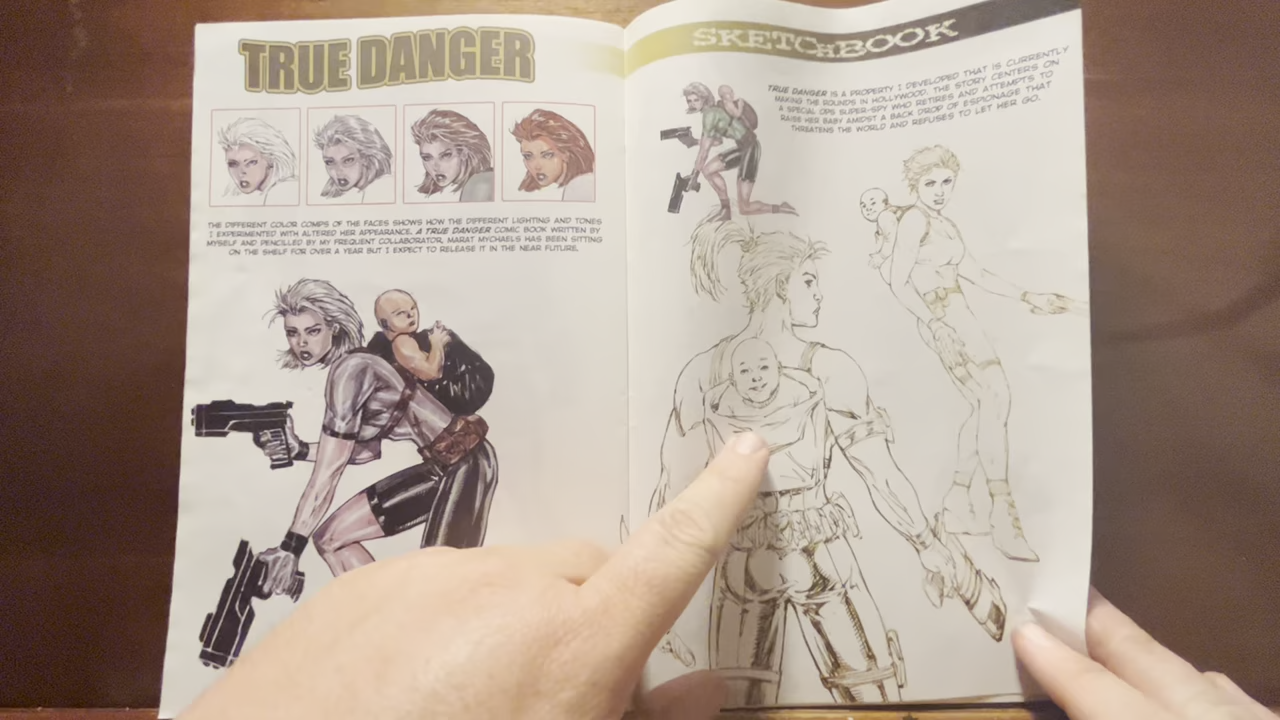 TRUE DANGER
THE DIFFERENT COLOR COMPS OF THE FACES SHOWS HOW THE DIFFERENT LIGHTING AND TONES
I EXPERIMENTED WITH ALTERED HER APPEARANCE. A TRUE DANGER COMIC BOOK WRITTEN BY
MYSELF AND PENCILLED BY MY FREQUENT COLLABORATOR, MARAT MYCHAELS HAS BEEN SITTING
ON THE SHELF FOR OVER A YEAR BUT I EXPECT TO RELEASE IT IN THE NEAR FUTURE.
SKETCHBOOK
TRUE DANGER IS A PROPERTY I DEVELOPED THAT IS CURRENTLY
MAKING THE ROUNDS IN HOLLYWOOD. THE STORY CENTERS ON
A SPECIAL OPS SUPER-SPY WHO RETIRES AND ATTEMPTS TO
RAISE HER BABY AMIDST A BACK DROP OF ESPIONAGE THAT
THREATENS THE WORLD AND REFUSES TO LET HER GO.